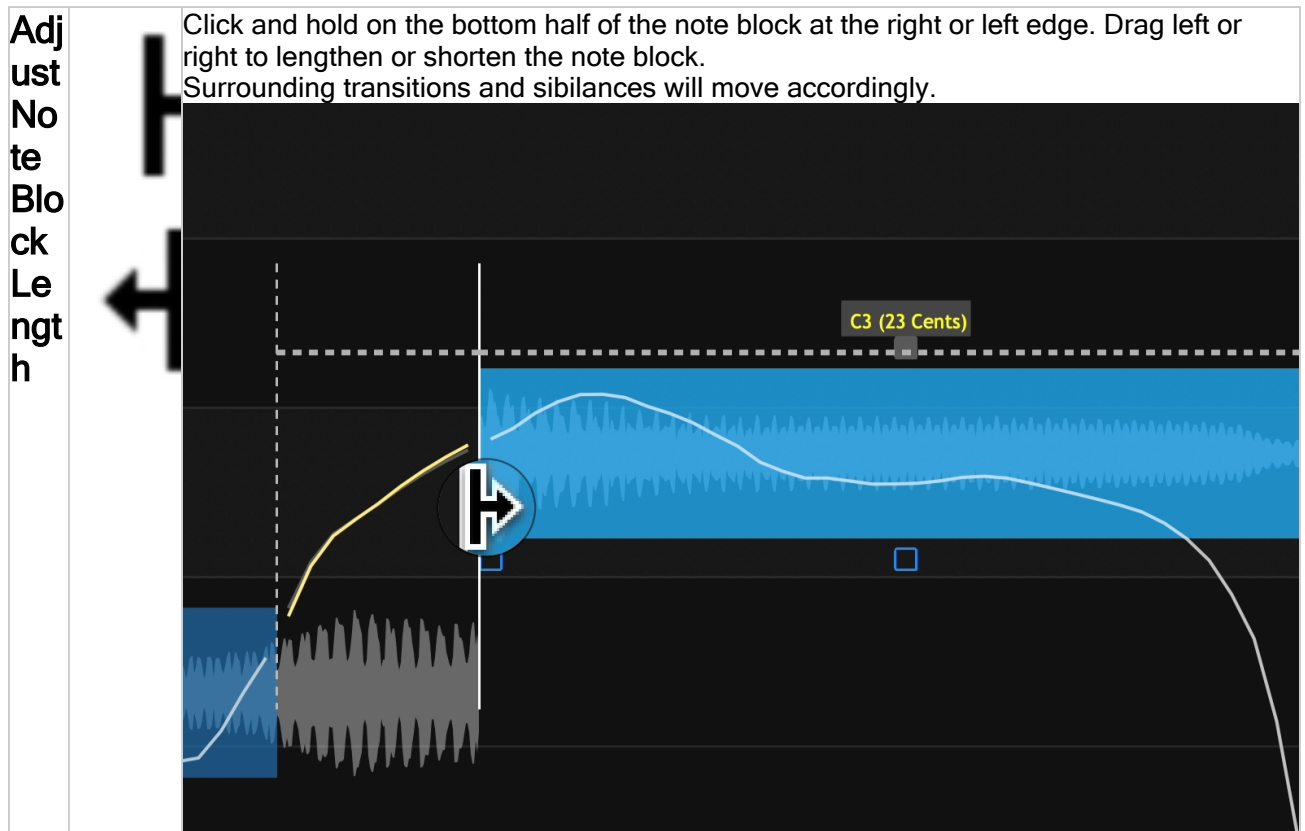 Adj
ust
No
te
Blo
ck
Le
ngt
h
Click and hold on the bottom half of the note block at the right or left edge. Drag left or
right to lengthen or shorten the note block.
Surrounding transitions and sibilances will move accordingly.
C3 (23 Cents)